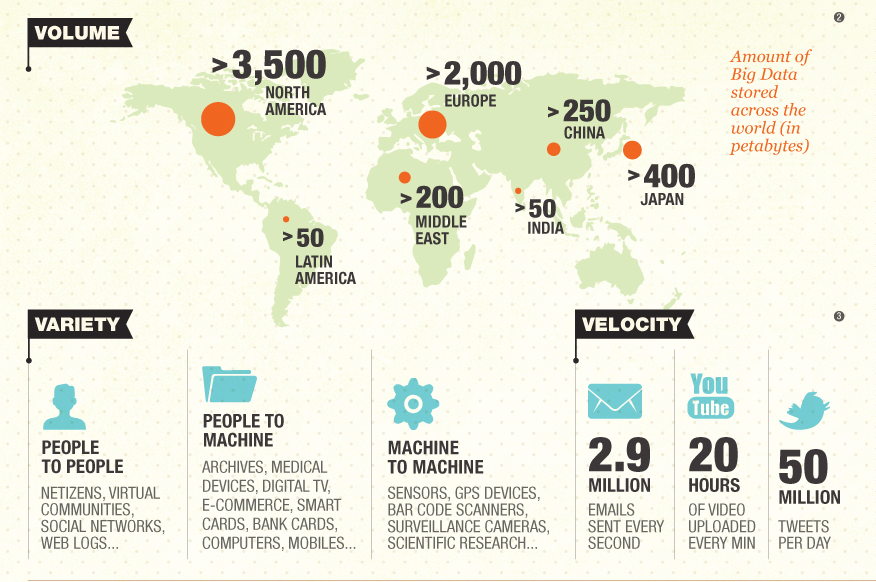 VOLUME
2
> 3,500
NORTH
AMERICA
> 2,000
EUROPE
> 250
CHINA
> 400
JAPAN
> 200
MIDDLE
EAST
> 50
INDIA
> 50
LATIN
AMERICA
Amount of
Big Data
stored
across the
world (in
petabytes)
VARIETY
PEOPLE
TO PEOPLE
NETIZENS, VIRTUAL
COMMUNITIES,
SOCIAL NETWORKS,
WEB LOGS...
PEOPLE TO
MACHINE
ARCHIVES, MEDICAL
DEVICES, DIGITAL TV,
E-COMMERCE, SMART
CARDS, BANK CARDS,
COMPUTERS, MOBILES...
MACHINE
TO MACHINE
SENSORS, GPS DEVICES,
BAR CODE SCANNERS,
SURVEILLANCE CAMERAS,
SCIENTIFIC RESEARCH...
VELOCITY
3
2.9
MILLION
EMAILS
SENT EVERY
SECOND
You
Tube
20
HOURS
OF VIDEO
UPLOADED
EVERY MIN
50
MILLION
TWEETS
PER DAY